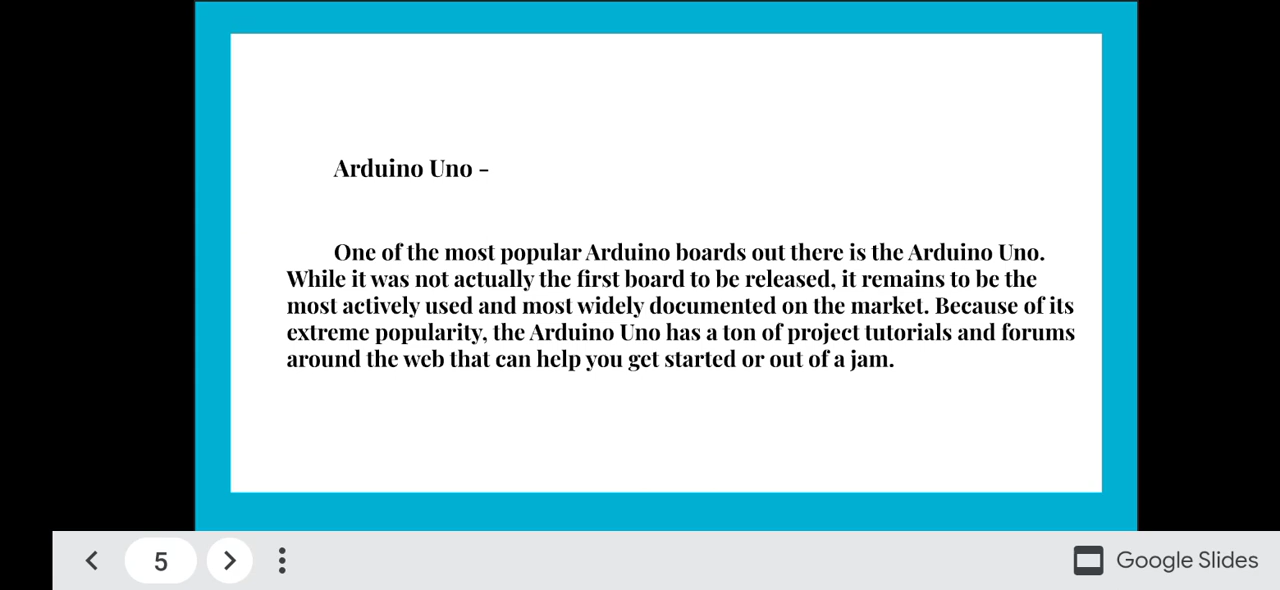 Arduino Uno -
One of the most popular Arduino boards out there is the Arduino Uno.
While it was not actually the first board to be released, it remains to be the
most actively used and most widely documented on the market. Because of its
extreme popularity, the Arduino Uno has a ton of project tutorials and forums
around the web that can help you get started or out of a jam.
5
Google Slides